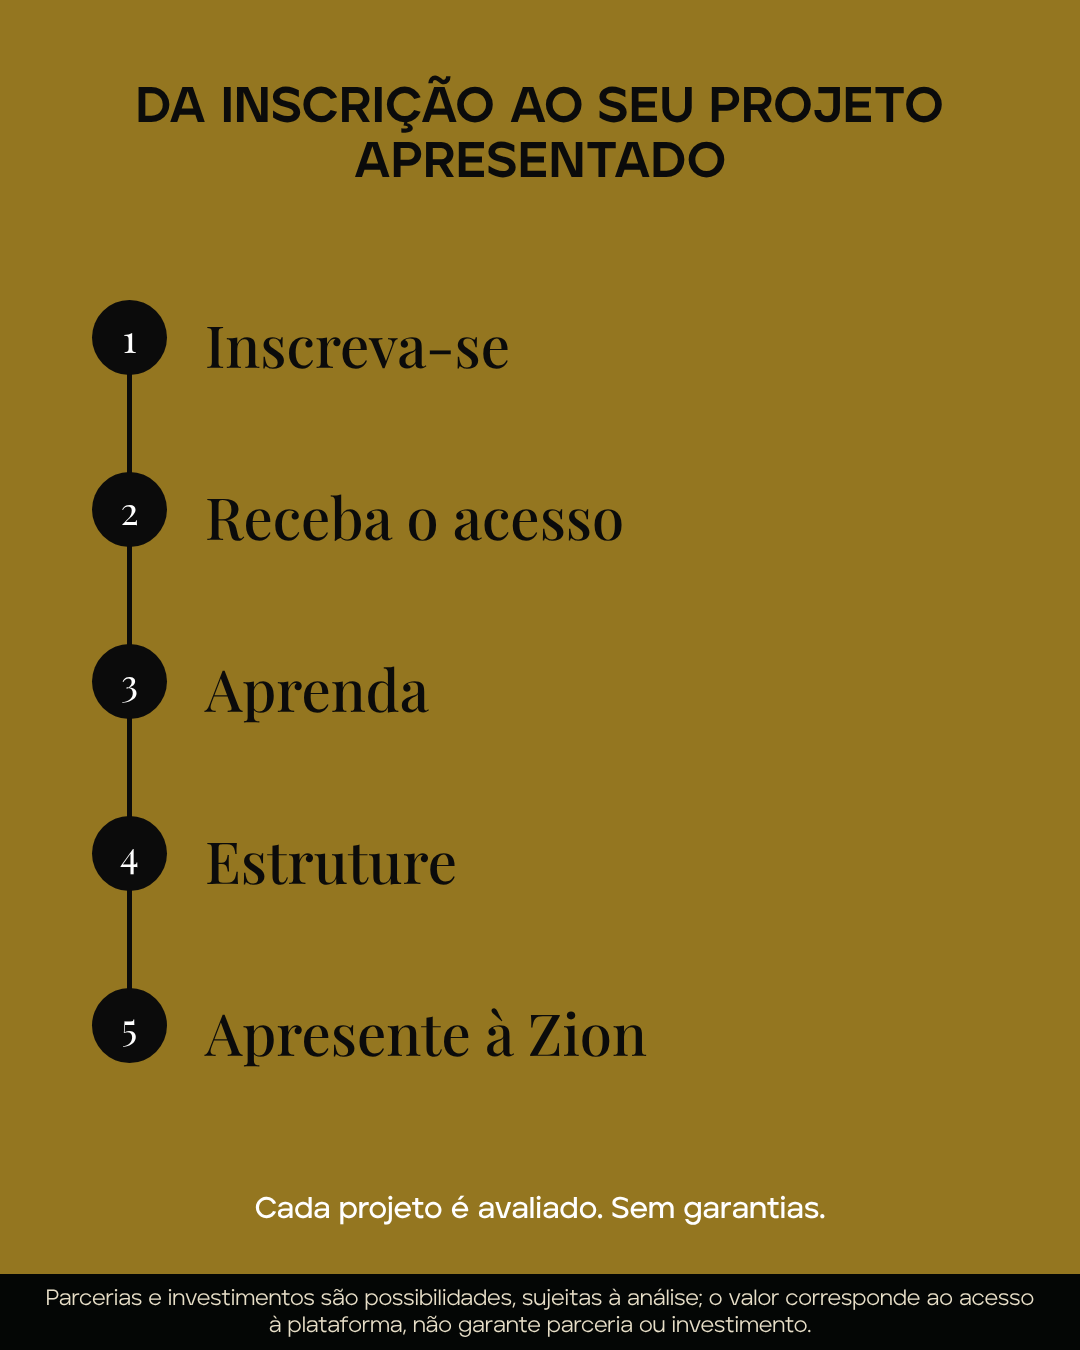 DA INSCRIÇÃO AO SEU PROJETO
APRESENTADO
1 Inscreva-se
2 Receba o acesso
3 Aprenda
4 Estruture
5 Apresente à Zion
Cada projeto é avaliado. Sem garantias.
Parcerias e investimentos são possibilidades, sujeitas à análise; o valor corresponde ao acesso
à plataforma, não garante parceria ou investimento.